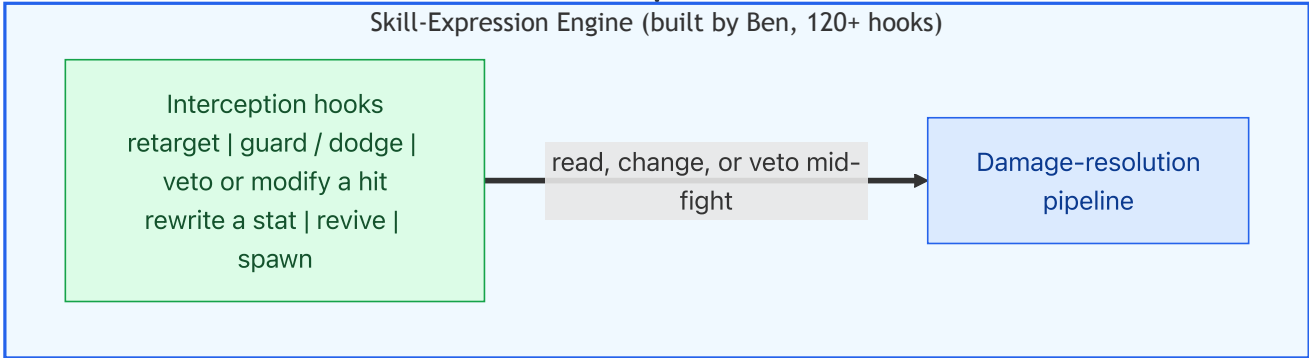 Skill-Expression Engine (built by Ben, 120+ hooks)
Interception hooks
retarget | guard / dodge |
veto or modify a hit
rewrite a stat | revive |
spawn
read, change, or veto mid-
fight
Damage-resolution
pipeline